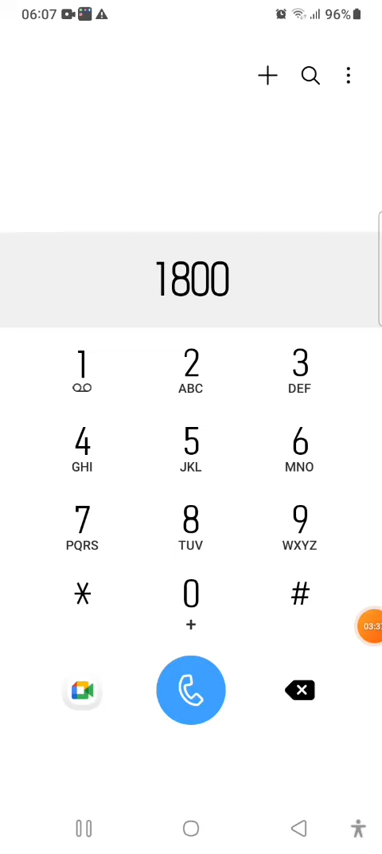 06:07 96%
1800
1 2 3
ABC DEF
4 5 6
GHI JKL MNO
7 8 9
PQRS TUV WXYZ
* 0 #
+